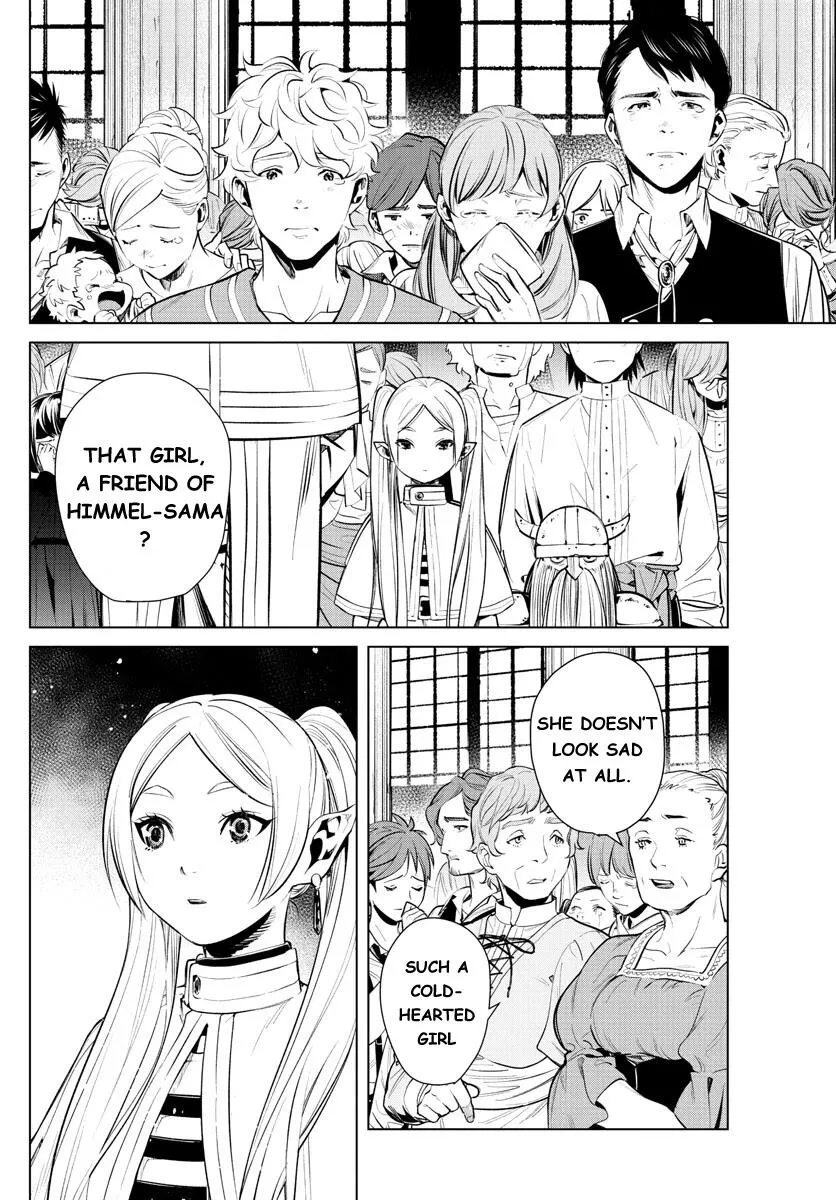 THAT GIRL,
A FRIEND OF
HIMMEL-SAMA
?
SHE DOESN'T
LOOK SAD
AT ALL.
SUCH A
COLD-
HEARTED
GIRL